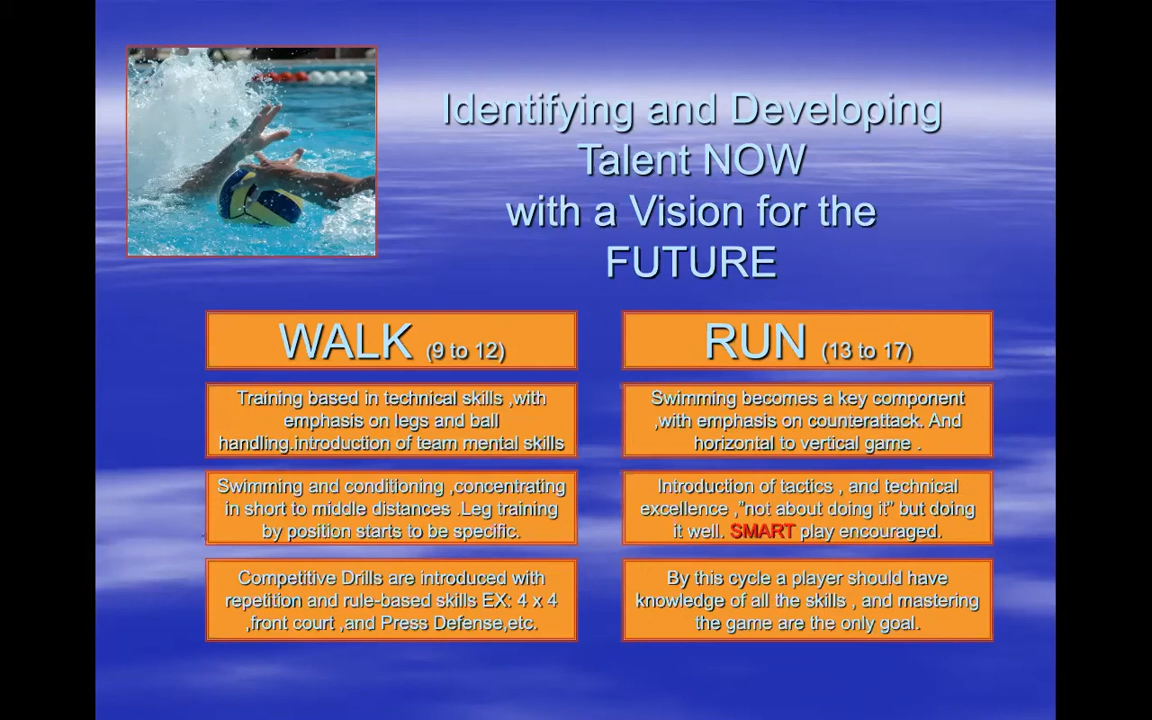 Identifying and Developing
Talent NOW
with a Vision for the
FUTURE
WALK (9 to 12)
Training based in technical skills ,with
emphasis on legs and ball
handling.introduction of team mental skills
Swimming and conditioning ,concentrating
in short to middle distances .Leg training
by position starts to be specific.
Competitive Drills are introduced with
repetition and rule-based skills EX: 4 x 4
,front court ,and Press Defense,etc.
RUN (13 to 17)
Swimming becomes a key component
,with emphasis on counterattack. And
horizontal to vertical game .
Introduction of tactics , and technical
excellence ,"not about doing it" but doing
it well. SMART play encouraged.
By this cycle a player should have
knowledge of all the skills , and mastering
the game are the only goal.